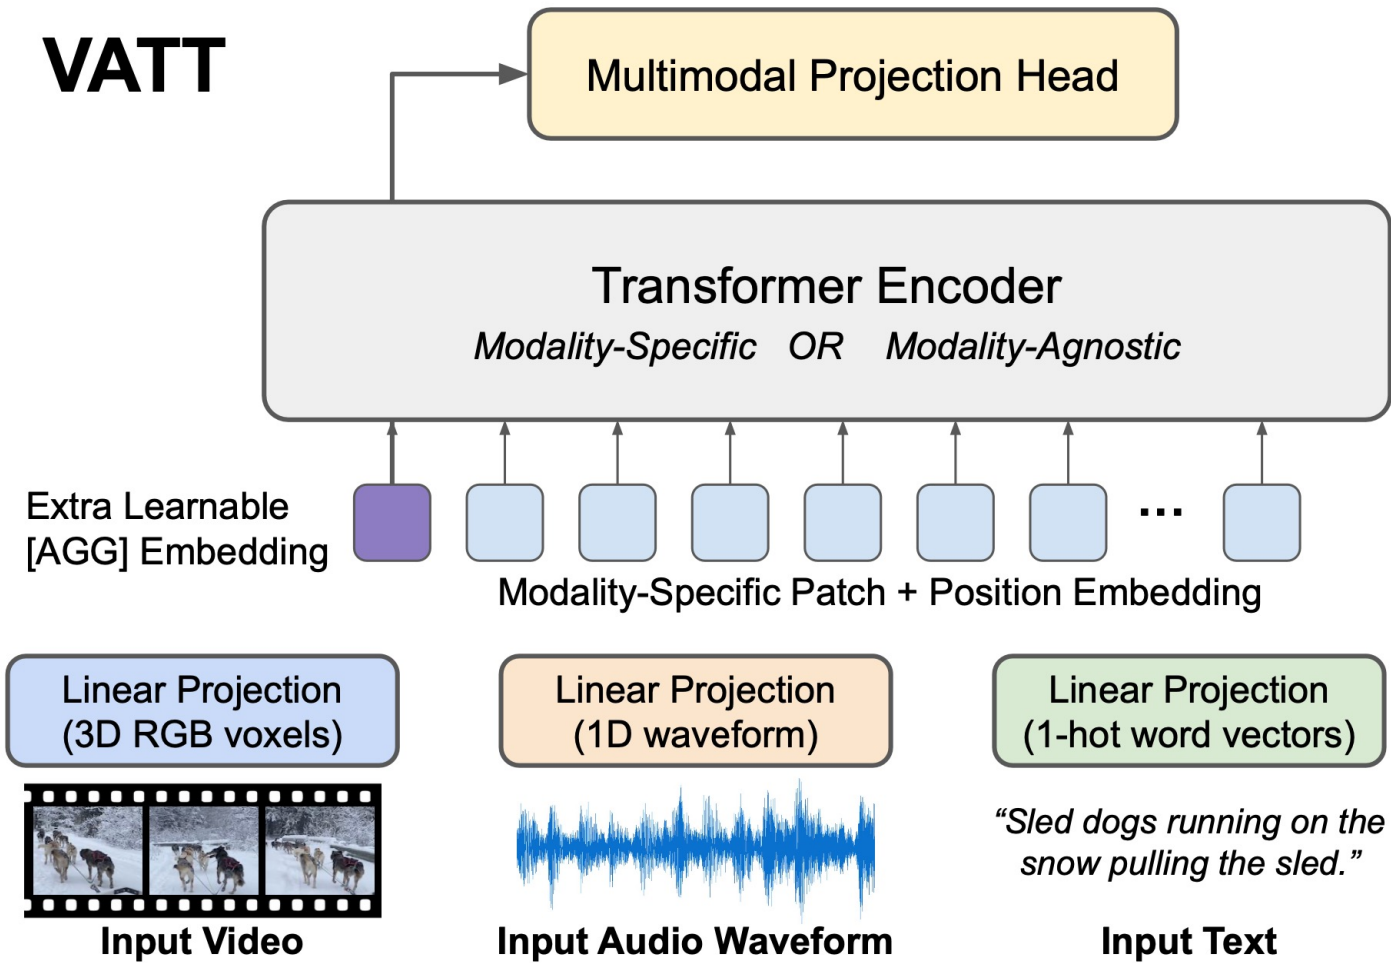 VATT
Multimodal Projection Head
Transformer Encoder
Modality-Specific OR Modality-Agnostic
Extra Learnable
[AGG] Embedding
...
Modality-Specific Patch + Position Embedding
Linear Projection
(3D RGB voxels)
Linear Projection
(1D waveform)
Linear Projection
(1-hot word vectors)
“Sled dogs running on the
snow pulling the sled.”
Input Video
Input Audio Waveform
Input Text